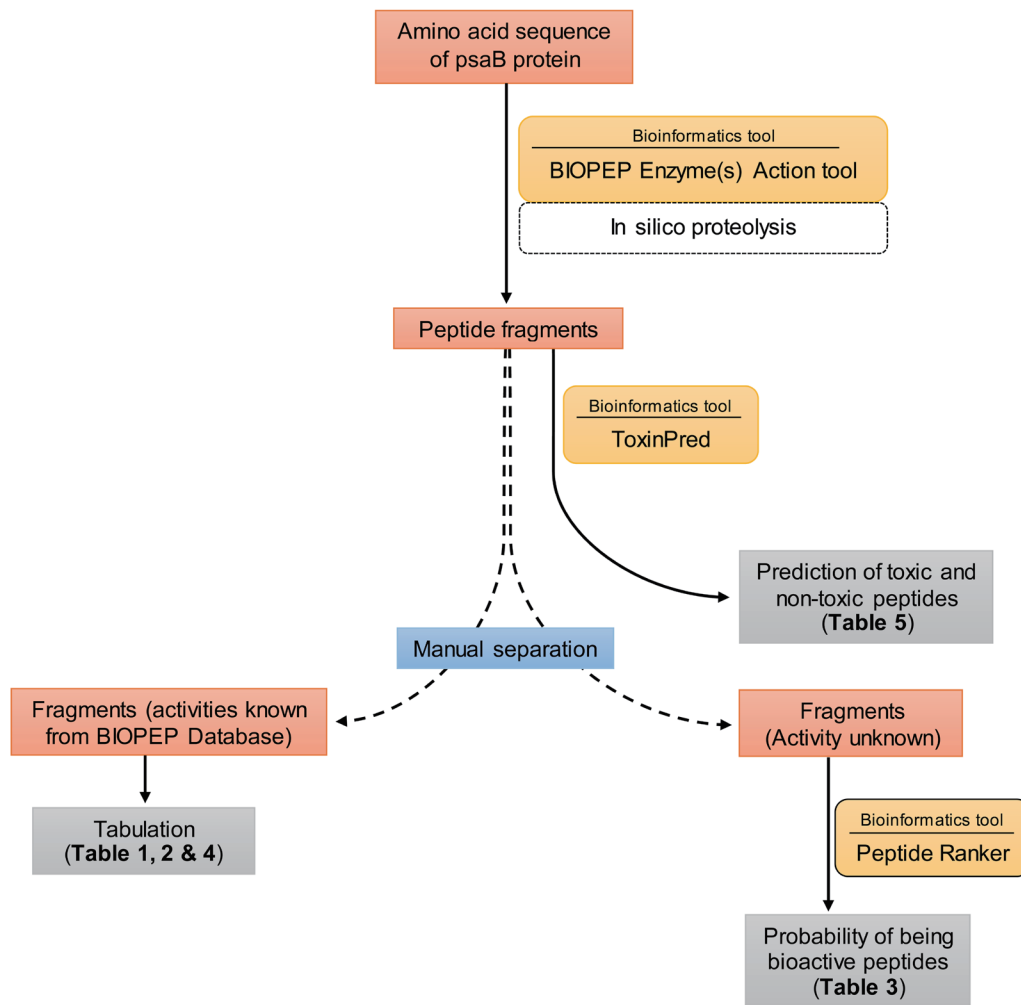 Amino acid sequence
of psaB protein
Bioinformatics tool
BIOPEP Enzyme(s) Action tool
In silico proteolysis
Peptide fragments
Bioinformatics tool
ToxinPred
Prediction of toxic and
non-toxic peptides
(Table 5)
Manual separation
Fragments (activities known
from BIOPEP Database)
Fragments
(Activity unknown)
Tabulation
(Table 1, 2 & 4)
Bioinformatics tool
Peptide Ranker
Probability of being
bioactive peptides
(Table 3)